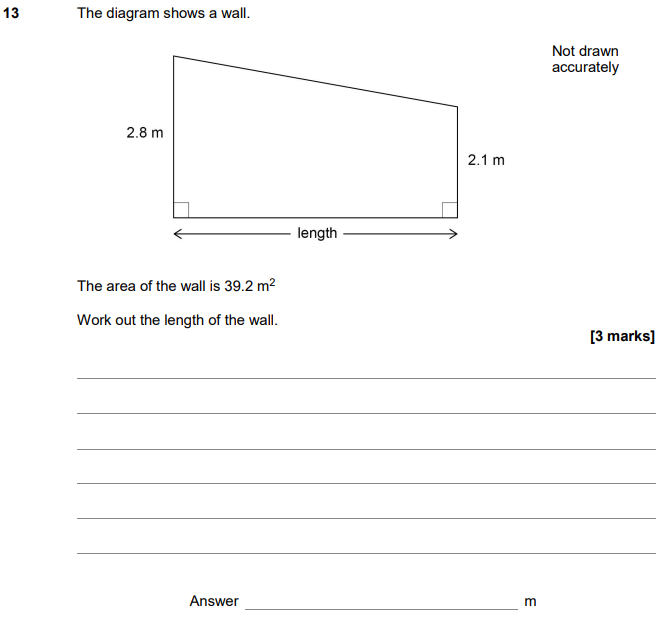 13 The diagram shows a wall.
Not drawn
accurately
2.8 m
2.1 m
length
The area of the wall is 39.2 m²
Work out the length of the wall.
[3 marks]
Answer m